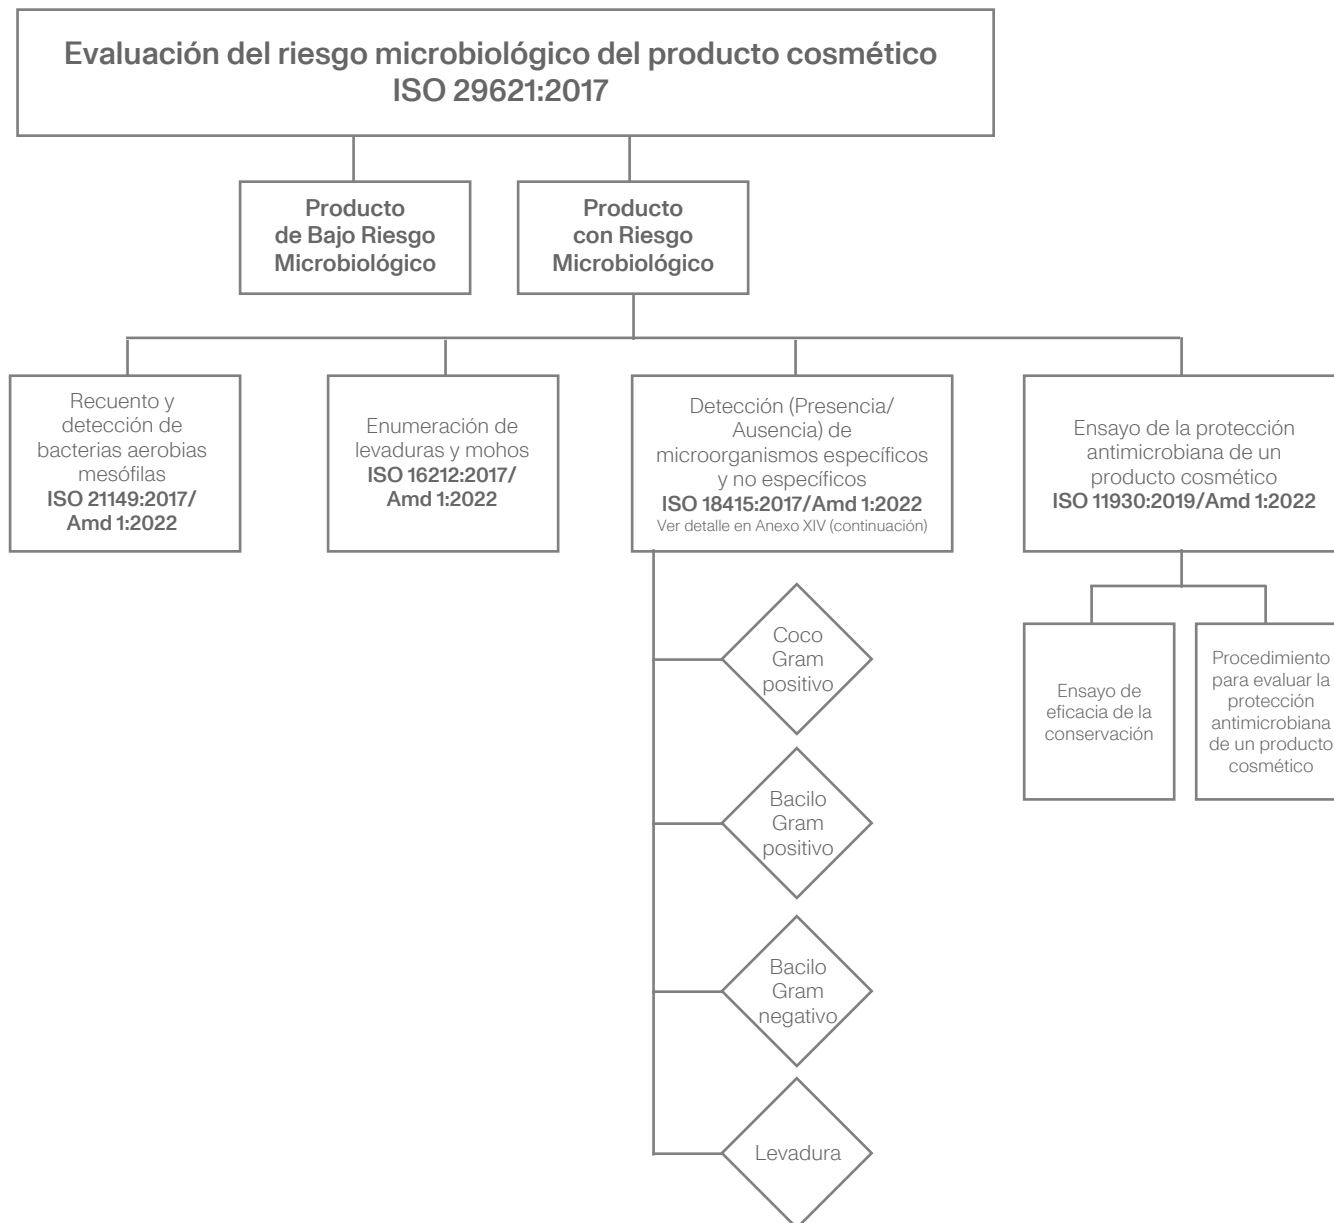 Evaluación del riesgo microbiológico del producto cosmético
ISO 29621:2017
Producto
de Bajo Riesgo
Microbiológico
Producto
con Riesgo
Microbiológico
Recuento y
detección de
bacterias aerobias
mesófilas
ISO 21149:2017/
Amd 1:2022
Enumeración de
levaduras y mohos
ISO 16212:2017/
Amd 1:2022
Detección (Presencia/
Ausencia) de
microorganismos específicos
y no específicos
ISO 18415:2017/Amd 1:2022
Ver detalle en Anexo XIV (continuación)
Ensayo de la protección
antimicrobiana de un
producto cosmético
ISO 11930:2019/Amd 1:2022
Coco
Gram
positivo
Bacilo
Gram
positivo
Bacilo
Gram
negativo
Levadura
Ensayo de
eficacia de la
conservación
Procedimiento
para evaluar la
protección
antimicrobiana
de un producto
cosmético